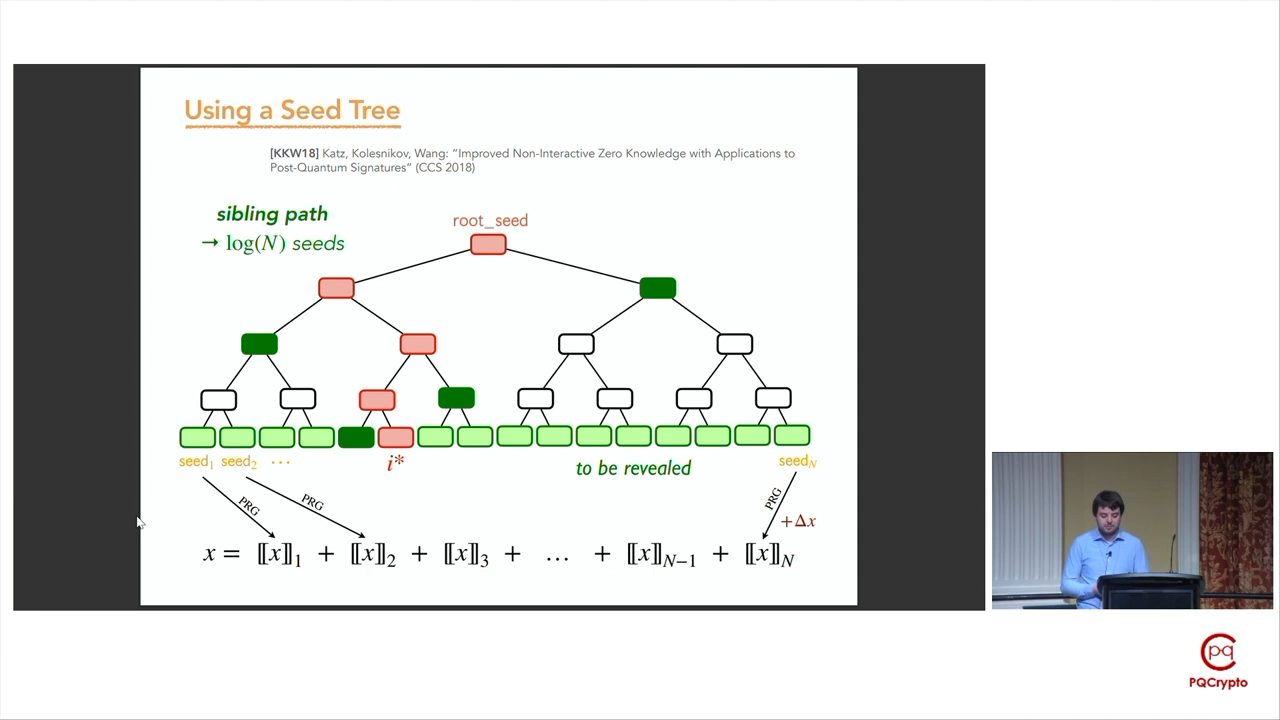 Using a Seed Tree
[KKW18] Katz, Kolesnikov, Wang: “Improved Non-Interactive Zero Knowledge with Applications to
Post-Quantum Signatures” (CCS 2018)
sibling path
→ log(N) seeds
root_seed
seed₁ seed₂ ⋯
i*
to be revealed
seed_N
PRG
PRG
PRG
+Δx
x = ⟦x⟧₁ + ⟦x⟧₂ + ⟦x⟧₃ + … + ⟦x⟧_{N−1} + ⟦x⟧_N
pq
PQCrypto